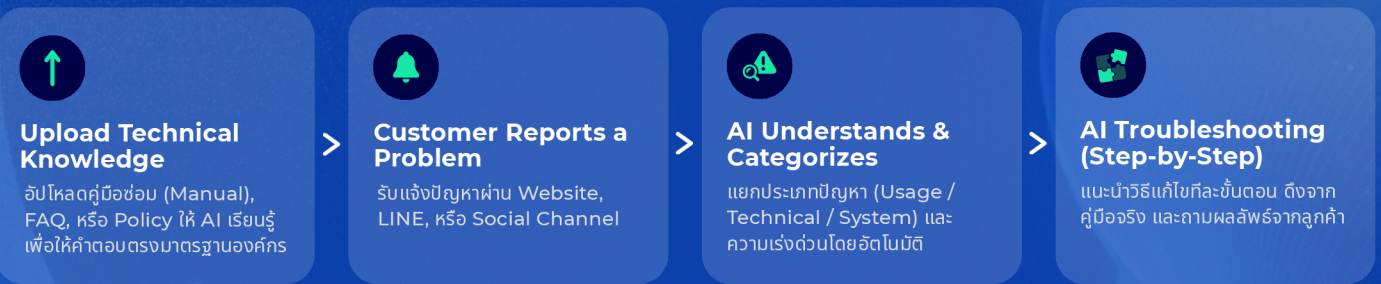 Upload Technical
Knowledge
อัปโหลดคู่มือซ่อม (Manual),
FAQ, หรือ Policy ให้ AI เรียนรู้
เพื่อให้คำตอบตรงมาตรฐานองค์กร
Customer Reports a
Problem
รับแจ้งปัญหาผ่าน Website,
LINE, หรือ Social Channel
AI Understands &
Categorizes
แยกประเภทปัญหา (Usage /
Technical / System) และ
ความเร่งด่วนโดยอัตโนมัติ
AI Troubleshooting
(Step-by-Step)
แนะนำวิธีแก้ไขทีละขั้นตอน ดึงจาก
คู่มือจริง และถามผลลัพธ์จากลูกค้า